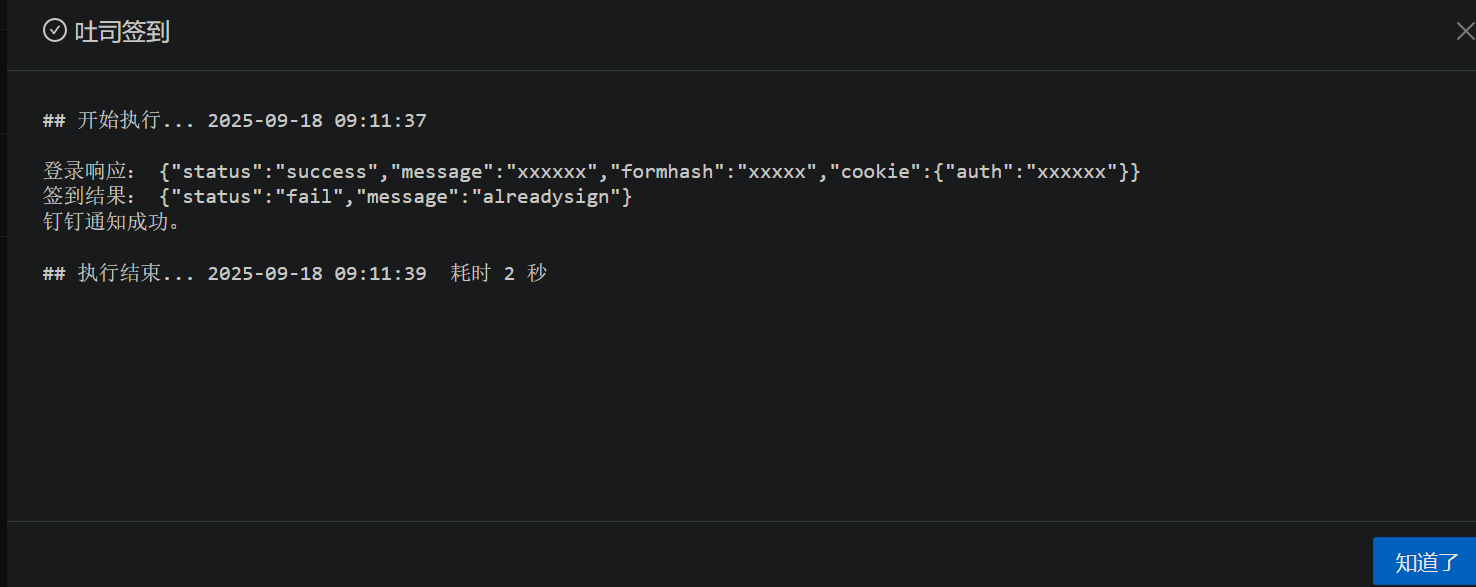 吐司签到
## 开始执行... 2025-09-18 09:11:37
登录响应: {"status":"success","message":"xxxxxx","formhash":"xxxxx","cookie":{"auth":"xxxxxx"}}
签到结果: {"status":"fail","message":"alreadysign"}
钉钉通知成功。
## 执行结束... 2025-09-18 09:11:39 耗时 2 秒
知道了